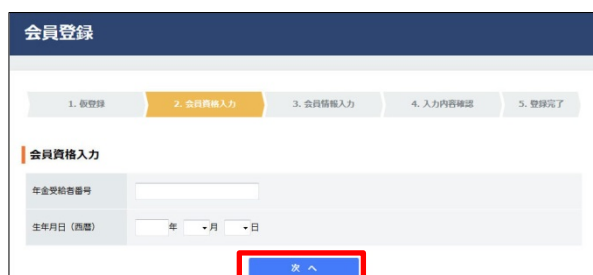 会員登録
1. 仮登録 2. 会員資格入力 3. 会員情報入力 4. 入力内容確認 5. 登録完了
会員資格入力
年金受給者番号
生年月日（西暦） 年 月 日
次 へ